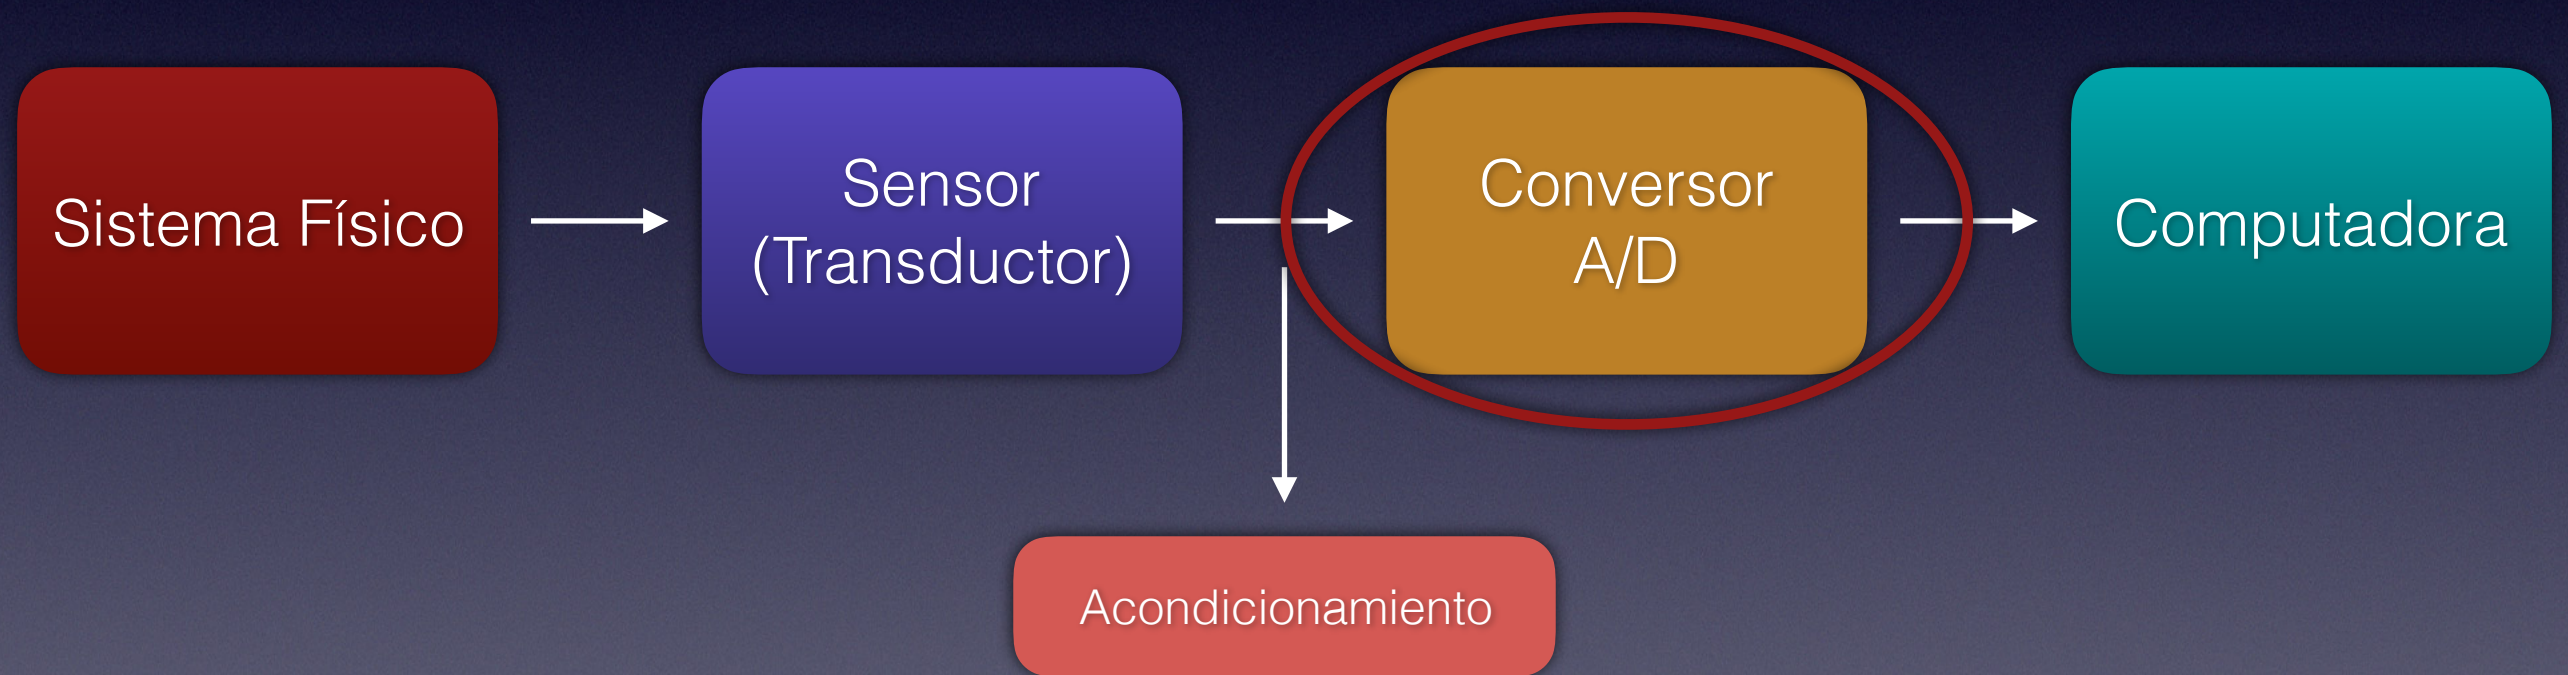 Sistema Físico
Sensor
(Transductor)
Conversor
A/D
Computadora
Acondicionamiento